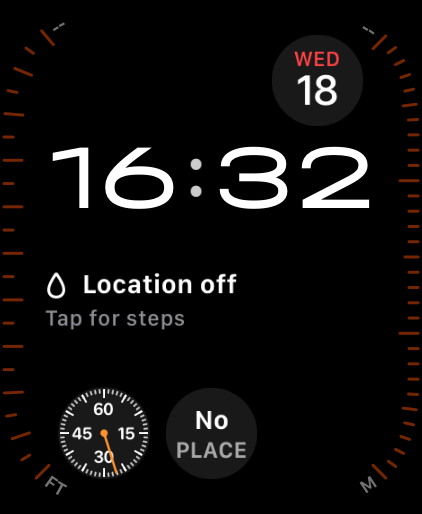 --
--
WED
18
16:32
Location off
Tap for steps
60
45
15
30
No
PLACE
FT
M